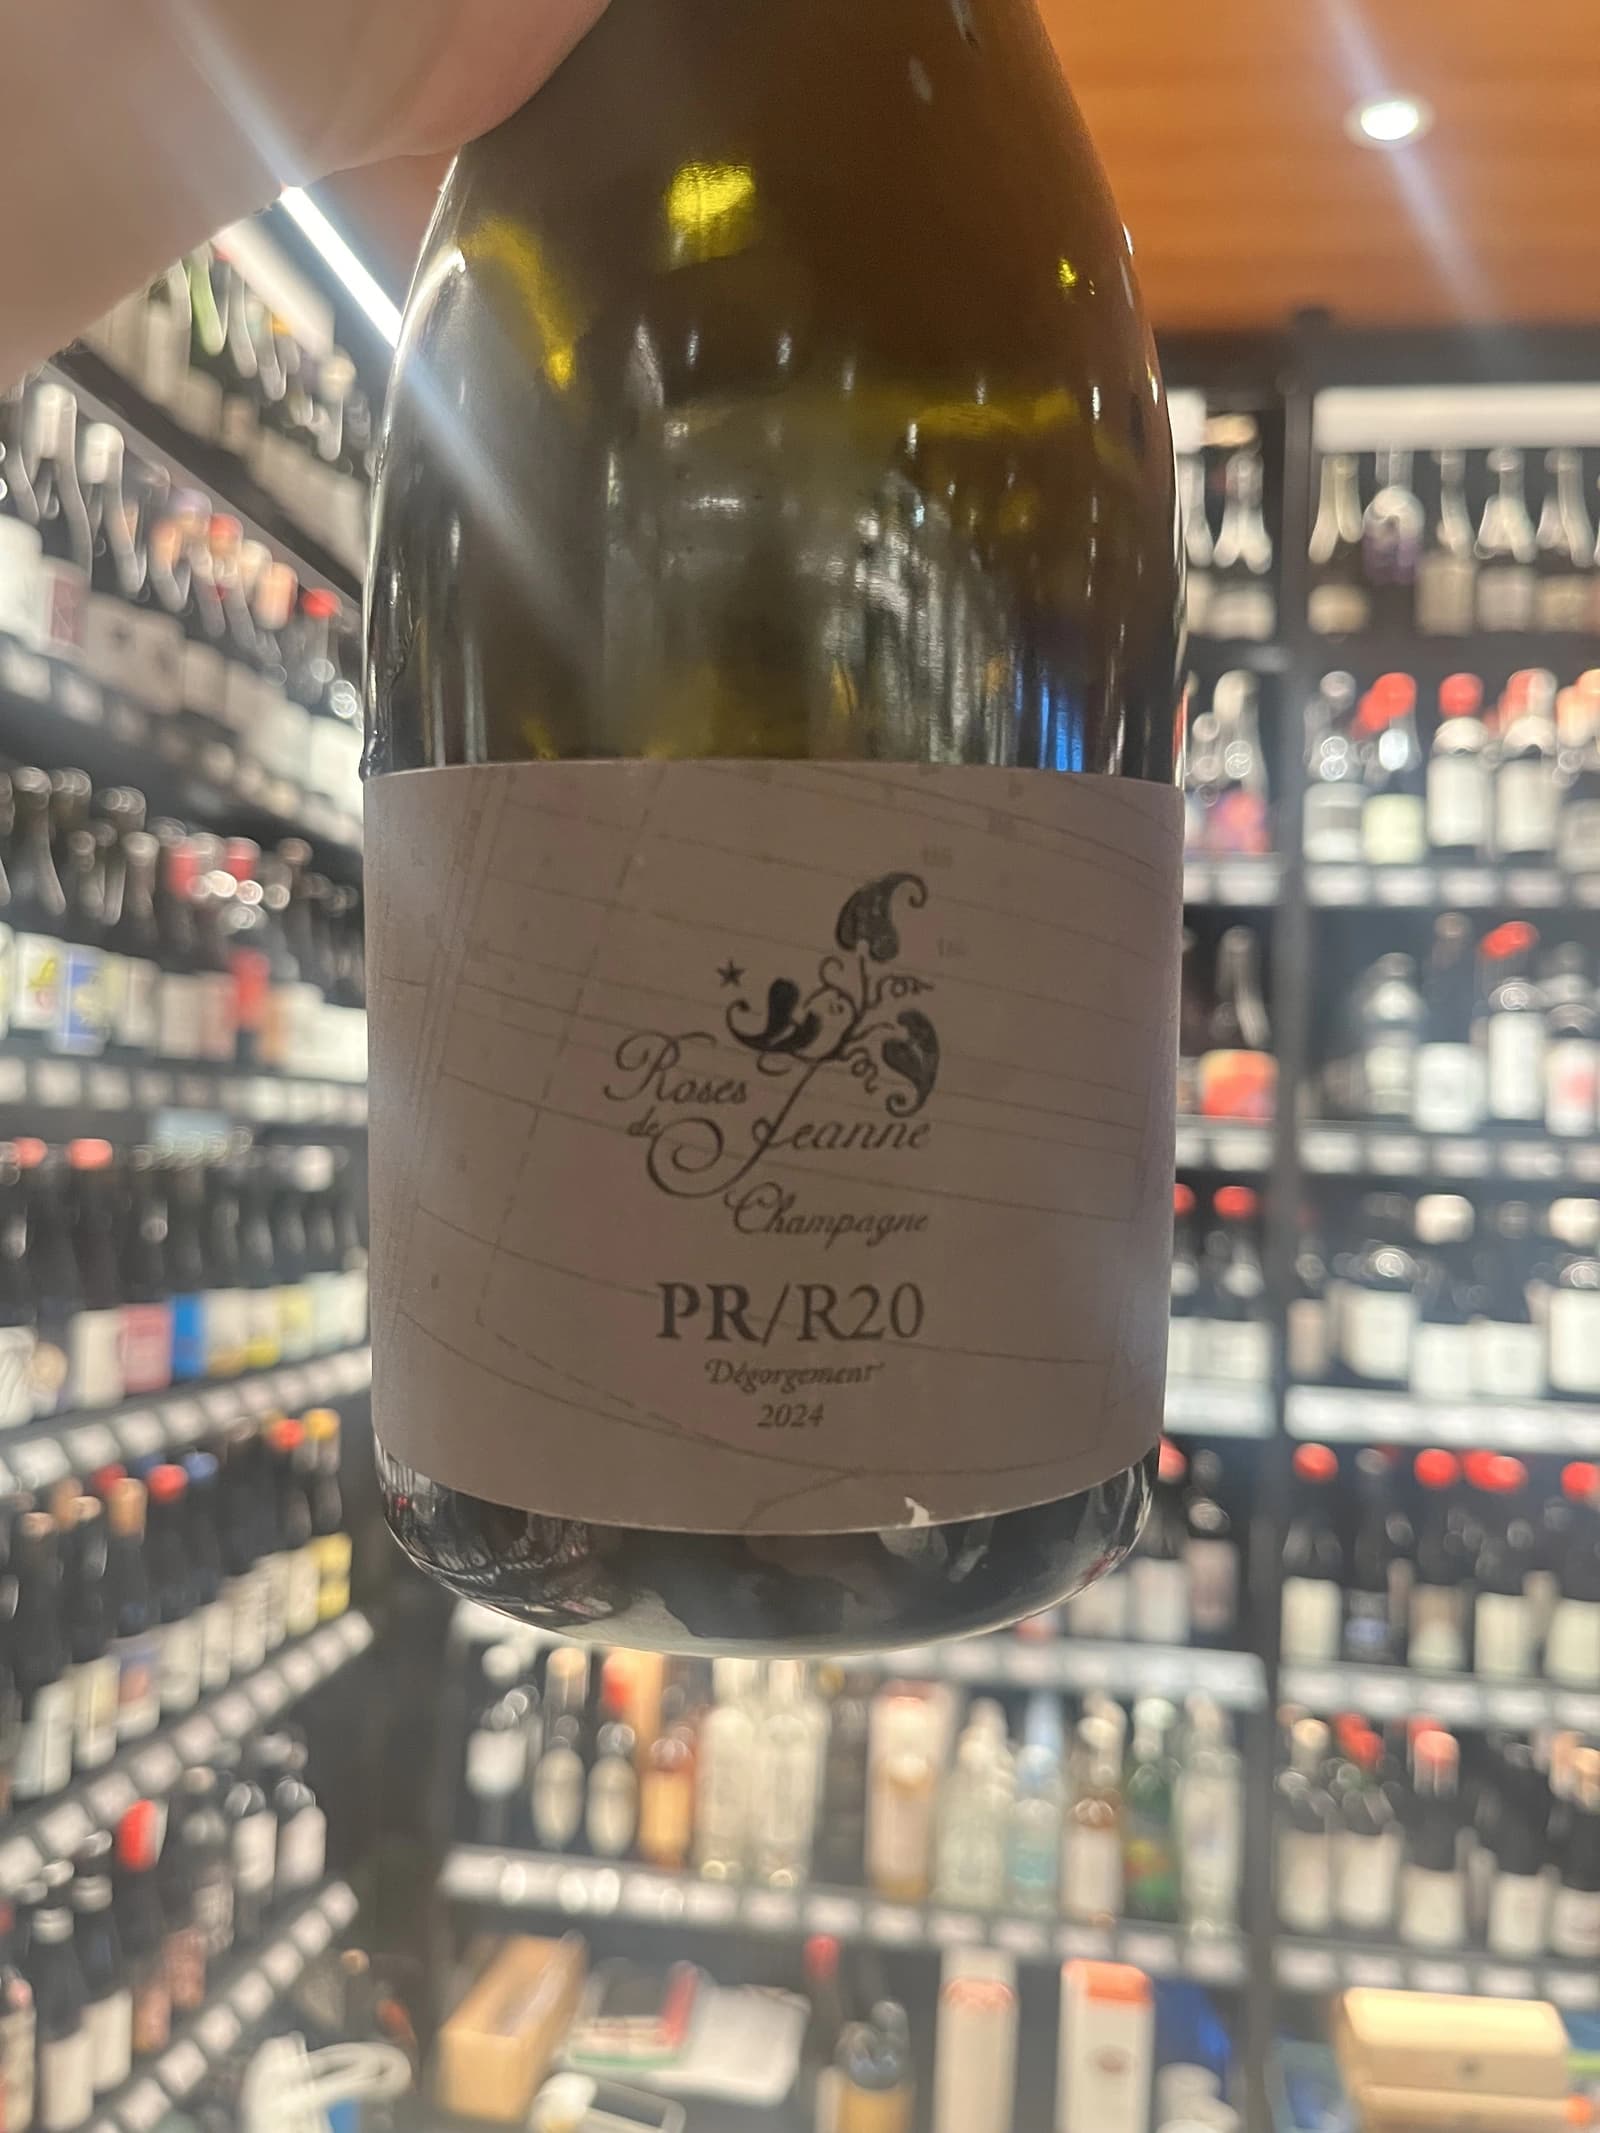 Roses
de Jeanne
Champagne
PR/R20
Dégorgement
2024